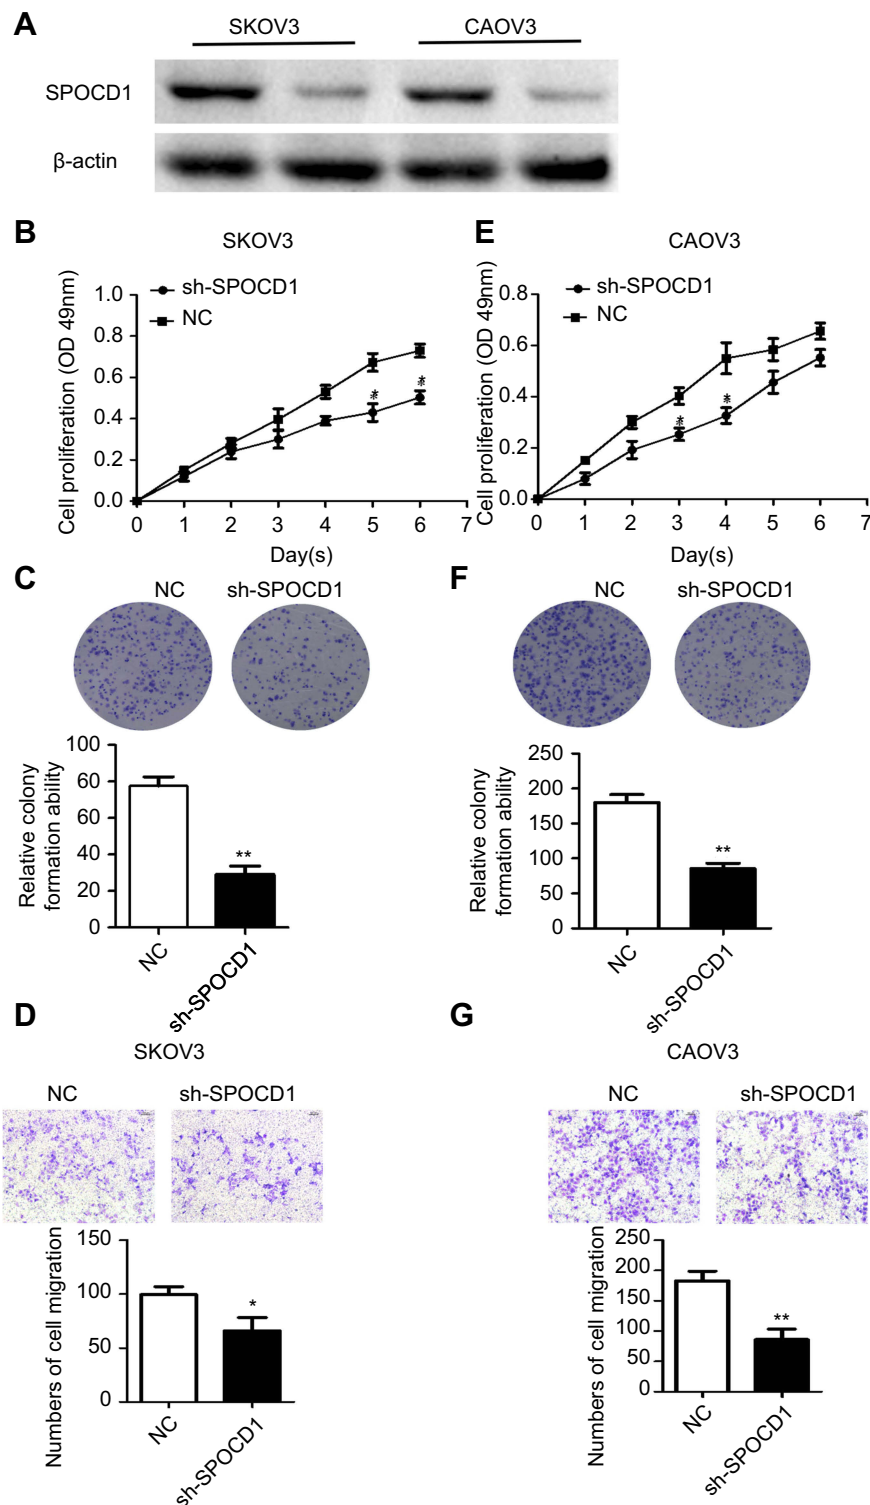 A
SKOV3
CAOV3
SPOCD1
β-actin
B
SKOV3
Cell proliferation (OD 49nm)
sh-SPOCD1
NC
1.0
0.8
0.6
0.4
0.2
0.0
*
*
0 1 2 3 4 5 6 7
Day(s)
E
CAOV3
Cell proliferation (OD 49nm)
sh-SPOCD1
NC
0.8
0.6
0.4
0.2
0.0
*
*
0 1 2 3 4 5 6 7
Day(s)
C
NC sh-SPOCD1
Relative colony
formation ability
100
80
60
40
20
0
**
NC
sh-SPOCD1
F
NC sh-SPOCD1
Relative colony
formation ability
250
200
150
100
50
0
**
NC
sh-SPOCD1
D
SKOV3
NC sh-SPOCD1
Numbers of cell migration
150
100
50
0
*
NC
sh-SPOCD1
G
CAOV3
NC sh-SPOCD1
Numbers of cell migration
250
200
150
100
50
0
**
NC
sh-SPOCD1